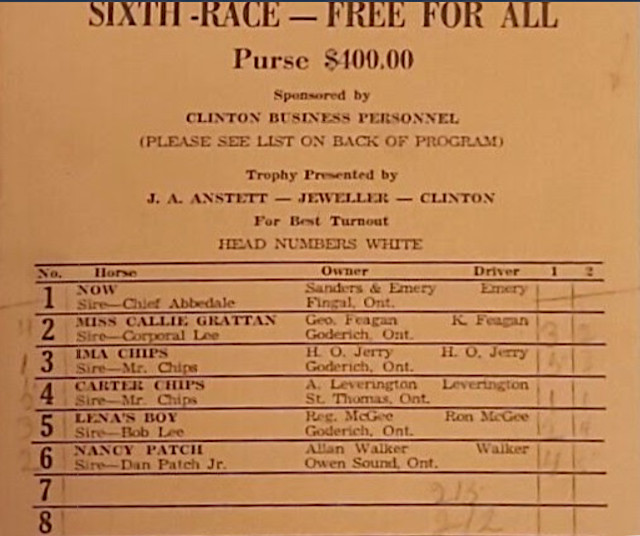 SIXTH -RACE — FREE FOR ALL
Purse $400.00
Sponsored by
CLINTON BUSINESS PERSONNEL
(PLEASE SEE LIST ON BACK OF PROGRAM)
Trophy Presented by
J. A. ANSTETT — JEWELLER — CLINTON
For Best Turnout
HEAD NUMBERS WHITE
No. Horse Owner Driver 1 2
1 NOW Sanders & Emery Emery
Sire—Chief Abbedale Fingal, Ont.
2 MISS CALLIE GRATTAN Geo. Feagan K. Feagan
Sire—Corporal Lee Goderich, Ont.
3 IMA CHIPS H. O. Jerry H. O. Jerry
Sire—Mr. Chips Goderich, Ont.
4 CARTER CHIPS A. Leverington Leverington
Sire—Mr. Chips St. Thomas, Ont.
5 LENA'S BOY Reg. McGee Ron McGee
Sire—Bob Lee Goderich, Ont.
6 NANCY PATCH Allan Walker Walker
Sire—Dan Patch Jr. Owen Sound, Ont.
7
8